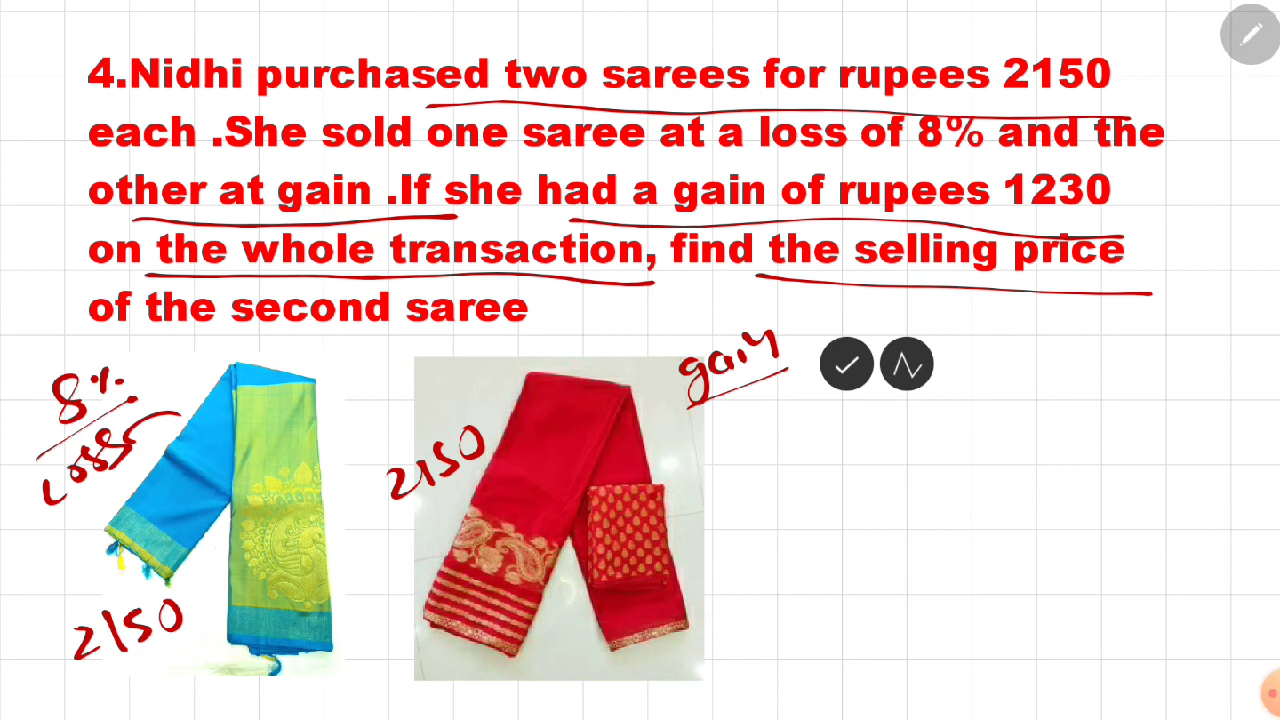 4.Nidhi purchased two sarees for rupees 2150
each .She sold one saree at a loss of 8% and the
other at gain .If she had a gain of rupees 1230
on the whole transaction, find the selling price
of the second saree
gain
8%
loss
2150
2150